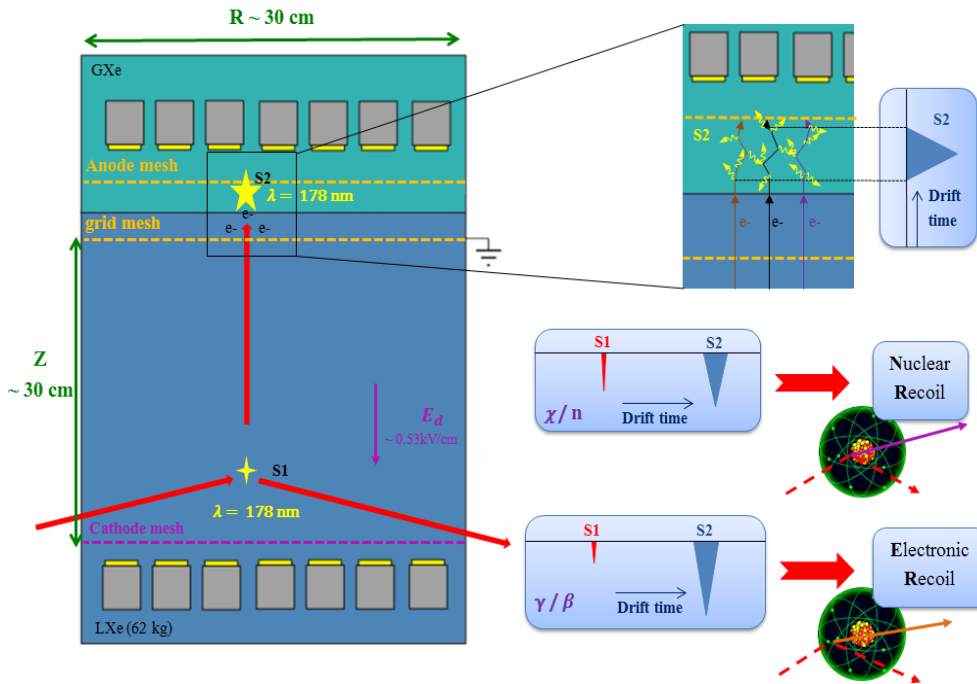 R ~ 30 cm
GXe
Anode mesh
S2
λ = 178 nm
e-
e- e-
grid mesh
Z
~ 30 cm
E_d
~ 0.53kV/cm
S1
λ = 178 nm
Cathode mesh
LXe (62 kg)
S2
e- e- e-
S2
Drift
time
S1 S2
χ/n
Drift time
Nuclear
Recoil
S1 S2
γ/β
Drift time
Electronic
Recoil